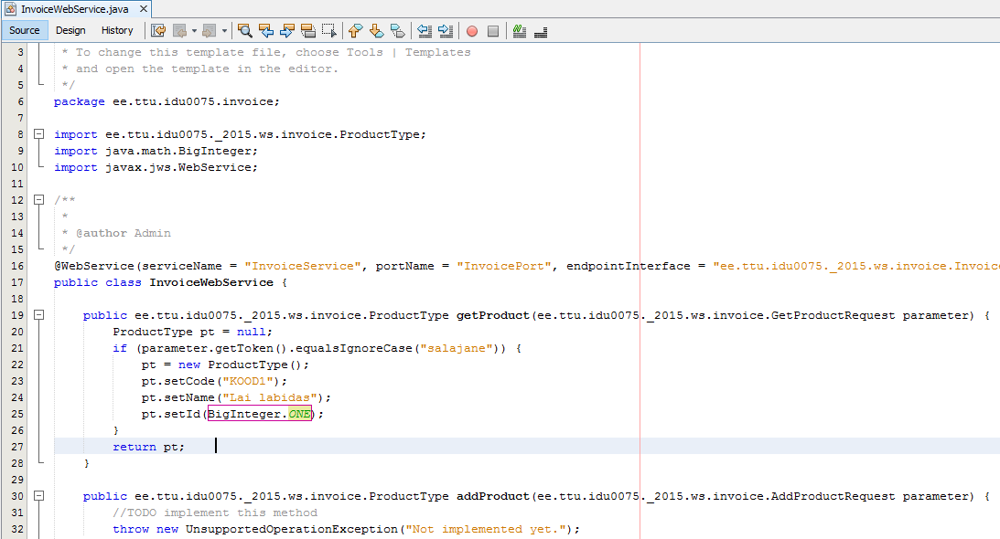 InvoiceWebService.java
Source Design History
3 * To change this template file, choose Tools | Templates
4 * and open the template in the editor.
5 */
6 package ee.ttu.idu0075.invoice;
7
8 import ee.ttu.idu0075._2015.ws.invoice.ProductType;
9 import java.math.BigInteger;
10 import javax.jws.WebService;
11
12 /**
13 *
14 * @author Admin
15 */
16 @WebService(serviceName = "InvoiceService", portName = "InvoicePort", endpointInterface = "ee.ttu.idu0075._2015.ws.invoice.Invoic
17 public class InvoiceWebService {
18
19 public ee.ttu.idu0075._2015.ws.invoice.ProductType getProduct(ee.ttu.idu0075._2015.ws.invoice.GetProductRequest parameter) {
20 ProductType pt = null;
21 if (parameter.getToken().equalsIgnoreCase("salajane")) {
22 pt = new ProductType();
23 pt.setCode("KOOD1");
24 pt.setName("Lai labidas");
25 pt.setId(BigInteger.ONE);
26 }
27 return pt;
28 }
29
30 public ee.ttu.idu0075._2015.ws.invoice.ProductType addProduct(ee.ttu.idu0075._2015.ws.invoice.AddProductRequest parameter) {
31 //TODO implement this method
32 throw new UnsupportedOperationException("Not implemented yet.");